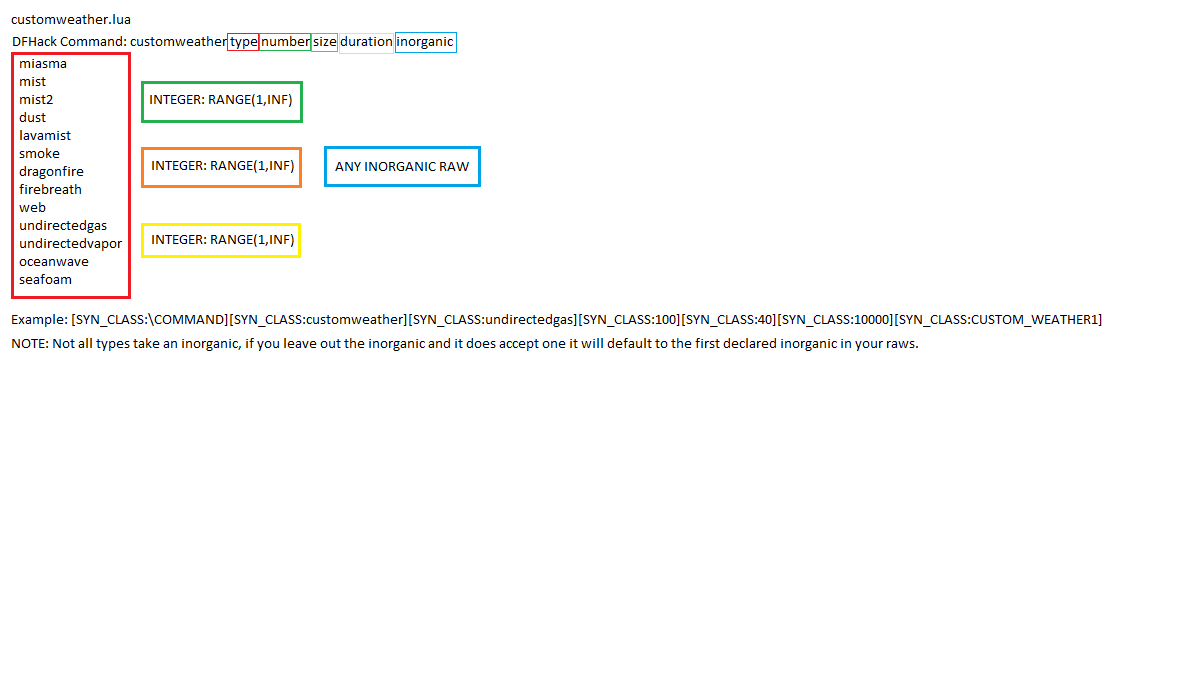 customweather.lua
DFHack Command: customweather type number size duration inorganic
miasma
mist
mist2
dust
lavamist
smoke
dragonfire
firebreath
web
undirectedgas
undirectedvapor
oceanwave
seafoam
INTEGER: RANGE(1,INF)
INTEGER: RANGE(1,INF)
ANY INORGANIC RAW
INTEGER: RANGE(1,INF)
Example: [SYN_CLASS:\COMMAND][SYN_CLASS:customweather][SYN_CLASS:undirectedgas][SYN_CLASS:100][SYN_CLASS:40][SYN_CLASS:10000][SYN_CLASS:CUSTOM_WEATHER1]
NOTE: Not all types take an inorganic, if you leave out the inorganic and it does accept one it will default to the first declared inorganic in your raws.